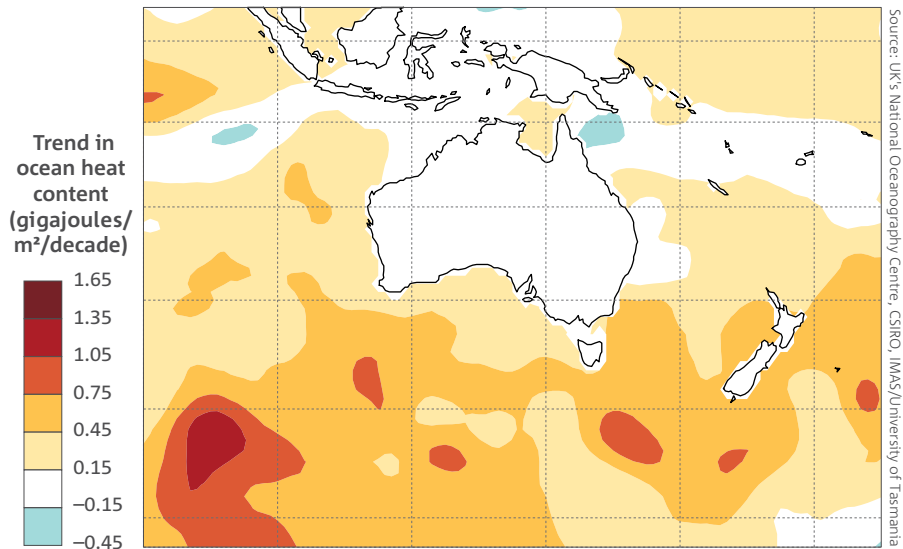 Trend in
ocean heat
content
(gigajoules/
m²/decade)
1.65
1.35
1.05
0.75
0.45
0.15
–0.15
–0.45
Source: UK's National Oceanography Centre, CSIRO, IMAS/University of Tasmania